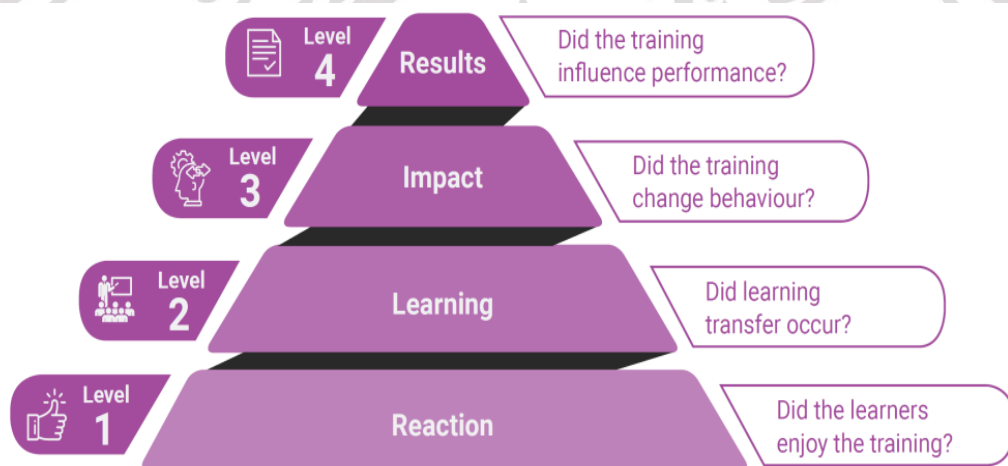 Level
4
Results
Did the training
influence performance?
Level
3
Impact
Did the training
change behaviour?
Level
2
Learning
Did learning
transfer occur?
Level
1
Reaction
Did the learners
enjoy the training?